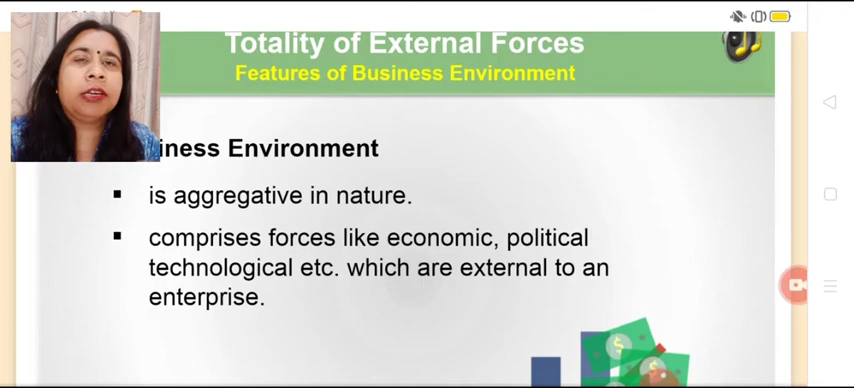 Totality of External Forces
Features of Business Environment
iness Environment
▪ is aggregative in nature.
▪ comprises forces like economic, political
technological etc. which are external to an
enterprise.
$
$